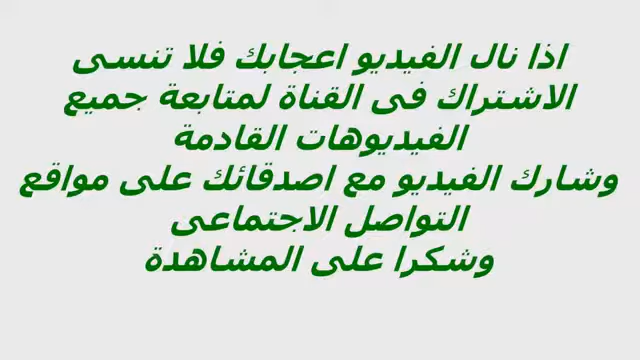 اذا نال الفيديو اعجابك فلا تنسى
الاشتراك فى القناة لمتابعة جميع
الفيديوهات القادمة
وشارك الفيديو مع اصدقائك على مواقع
التواصل الاجتماعى
وشكرا على المشاهدة